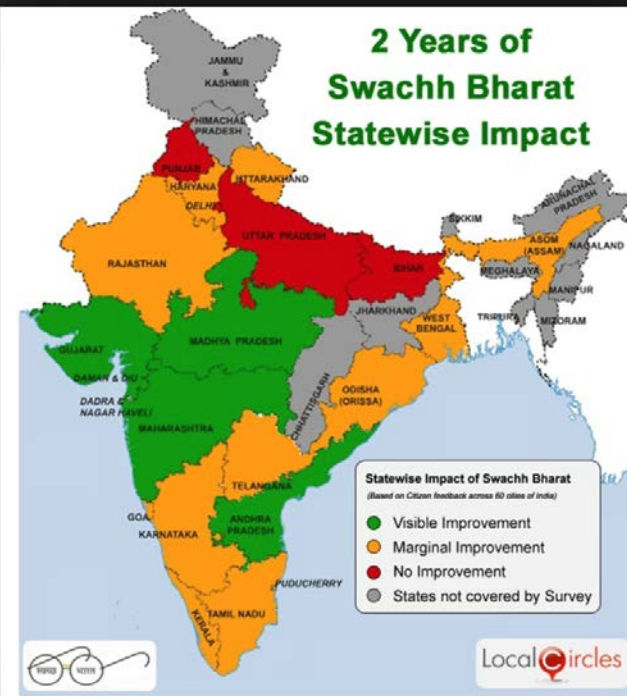 2 Years of
Swachh Bharat
Statewise Impact
JAMMU
&
KASHMIR
HIMACHAL
PRADESH
PUNJAB
HARYANA
UTTARAKHAND
DELHI
UTTAR PRADESH
RAJASTHAN
BIHAR
SIKKIM
ARUNACHAL
PRADESH
ASOM
(ASSAM)
NAGALAND
MEGHALAYA
MANIPUR
TRIPURA
MIZORAM
JHARKHAND
WEST
BENGAL
GUJARAT
MADHYA PRADESH
DAMAN & DIU
DADRA &
NAGAR HAVELI
CHHATTISGARH
ODISHA
(ORISSA)
MAHARASHTRA
TELANGANA
GOA
KARNATAKA
ANDHRA
PRADESH
PUDUCHERRY
TAMIL NADU
KERALA
Statewise Impact of Swachh Bharat
(Based on Citizen feedback across 60 cities of india)
Visible Improvement
Marginal Improvement
No Improvement
States not covered by Survey
स्वच्छ भारत
LocalCircles